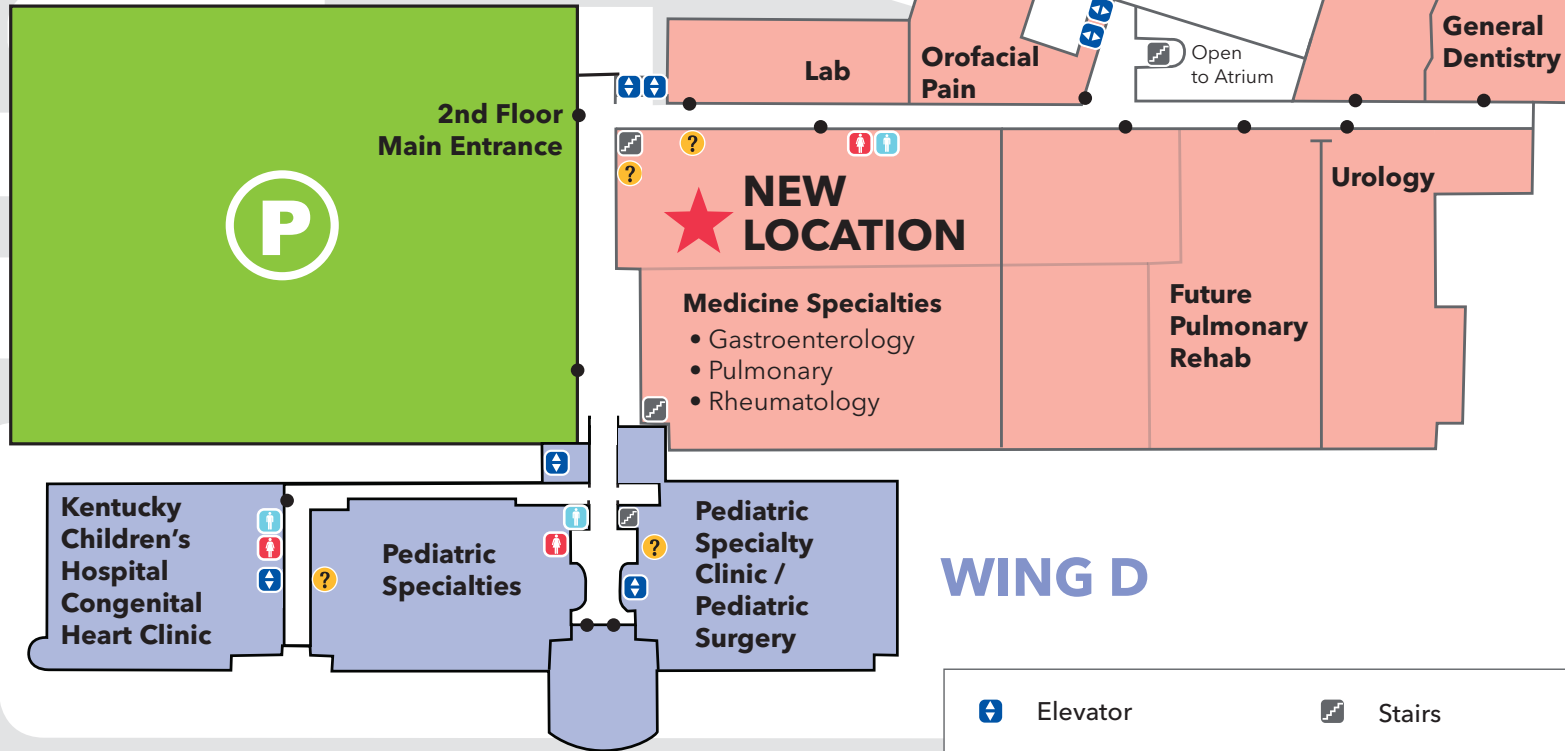 P
2nd Floor
Main Entrance
Lab
Orofacial
Pain
Open
to Atrium
General
Dentistry
?
?
NEW
LOCATION
Urology
Medicine Specialties
• Gastroenterology
• Pulmonary
• Rheumatology
Future
Pulmonary
Rehab
Kentucky
Children’s
Hospital
Congenital
Heart Clinic
?
Pediatric
Specialties
?
Pediatric
Specialty
Clinic /
Pediatric
Surgery
WING D
Elevator
Stairs